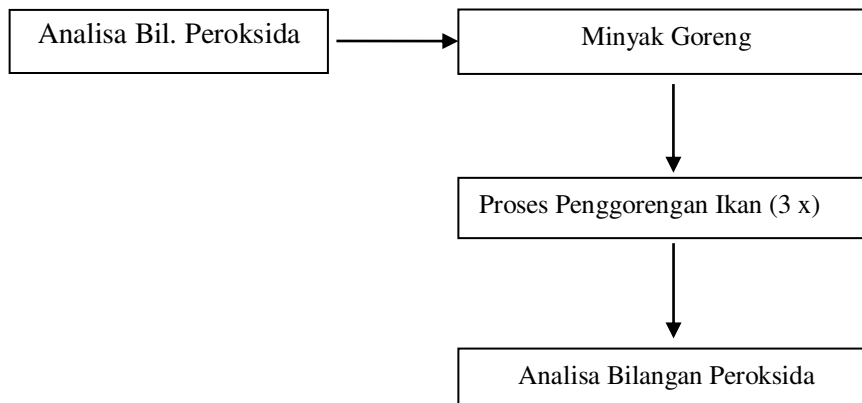 Analisa Bil. Peroksida
Minyak Goreng
Proses Penggorengan Ikan (3 x)
Analisa Bilangan Peroksida